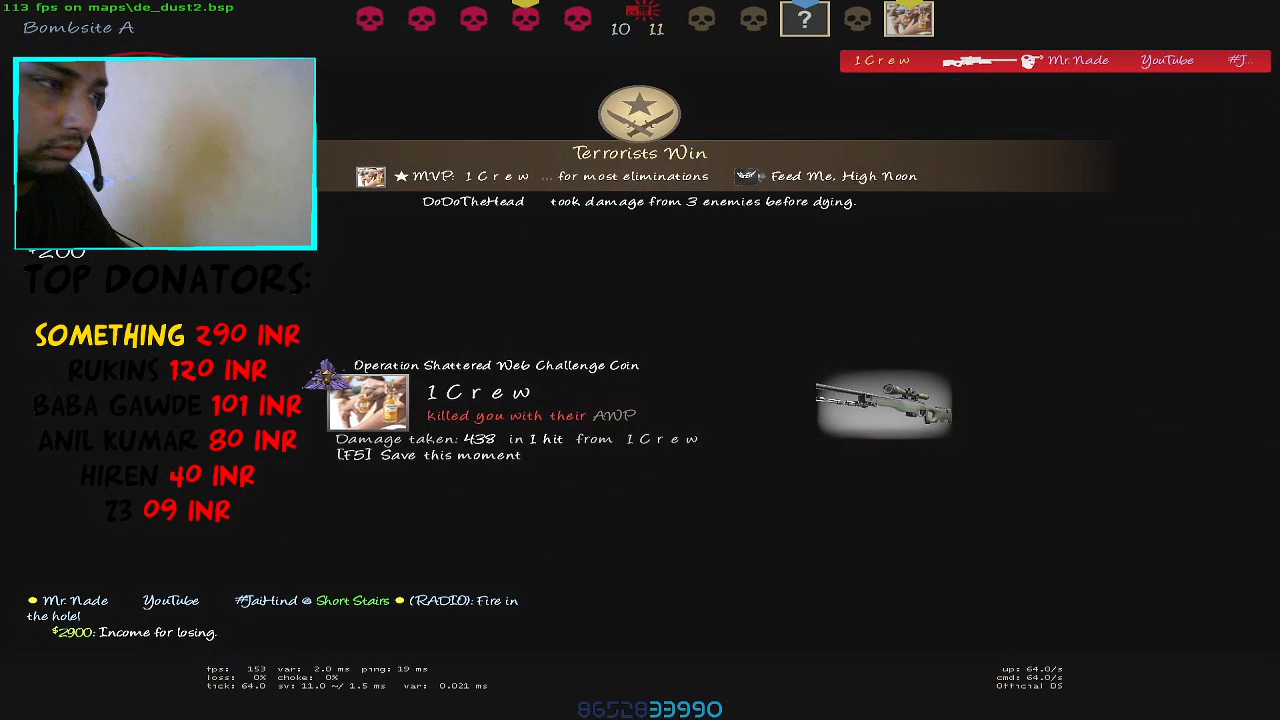 113 fps on maps\de_dust2.bsp
Bombsite A
10 11
?
1 C r e w Mr. Nade YouTube #J...
Terrorists Win
★ MVP: 1 C r e w ... for most eliminations Feed Me, High Noon
DoDoTheHead took damage from 3 enemies before dying.
$200
TOP DONATORS:
SOMETHING 290 INR
RUKINS 120 INR
BABA GAWDE 101 INR
ANIL KUMAR 80 INR
HIREN 40 INR
Z3 09 INR
Operation Shattered Web Challenge Coin
1 C r e w
killed you with their AWP
Damage taken: 438 in 1 hit from 1 C r e w
[F5] Save this moment
Mr. Nade YouTube #JaiHind @ Short Stairs (RADIO): Fire in
the hole!
$2900: Income for losing.
fps: 153 var: 2.0 ms ping: 19 ms
loss: 0% choke: 0%
tick: 64.0 sv: 11.0 ~/ 1.5 ms var: 0.021 ms
up: 64.0/s
cmd: 64.0/s
Official DS
8652833990